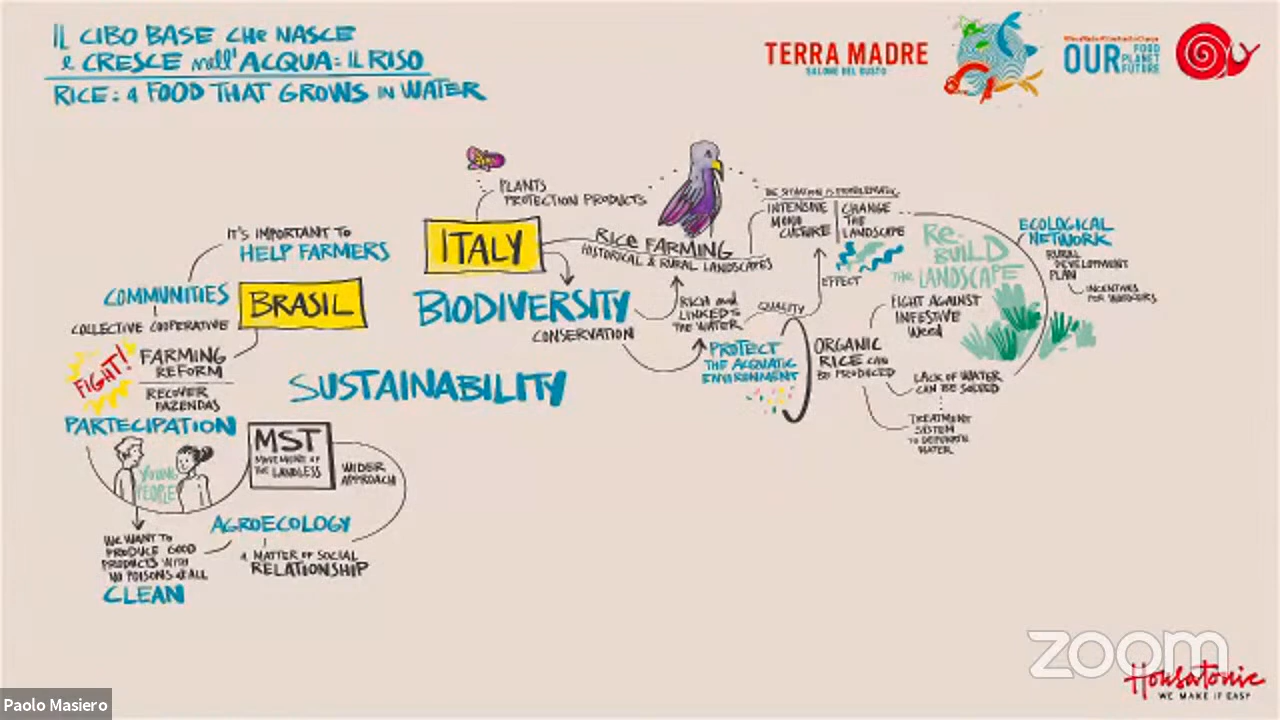 IL CIBO BASE CHE NASCE
E CRESCE nell'ACQUA: IL RISO
RICE: A FOOD THAT GROWS IN WATER
TERRA MADRE
SALONE DEL GUSTO
OUR
FOOD
PLANET
FUTURE
PLANTS
PROTECTION PRODUCTS
ITALY
RICE FARMING
HISTORICAL & RURAL LANDSCAPES
THE SITUATION IS PROBLEMATIC
INTENSIVE
MONO
CULTURE
CHANGE
THE
LANDSCAPE
EFFECT
RE-
BUILD
THE LANDSCAPE
ECOLOGICAL
NETWORK
RURAL
DEVELOPMENT
PLAN
INCENTIVES
FOR
BIODIVERSITY
CONSERVATION
RICH and
LINKED to
THE WATER
QUALITY
PROTECT
THE ACQUATIC
ENVIRONMENT
ORGANIC
RICE CAN
BE PRODUCED
FIGHT AGAINST
INFESTIVE
WEED
LACK OF WATER
CAN BE SOLVED
TREATMENT
SYSTEM
TO DEPURATE
WATER
SUSTAINABILITY
IT'S IMPORTANT TO
HELP FARMERS
COMMUNITIES
COLLECTIVE COOPERATIVE
BRASIL
FIGHT!
FARMING
REFORM
RECOVER
FAZENDAS
PARTECIPATION
YOUNG
PEOPLE
MST
MOVEMENT OF
THE LANDLESS
WIDER
APPROACH
AGROECOLOGY
A MATTER OF SOCIAL
RELATIONSHIP
WE WANT TO
PRODUCE GOOD
PRODUCTS WITH
NO POISONS AT ALL
CLEAN
zoom
Housatonic
WE MAKE IT EASY
Paolo Masiero